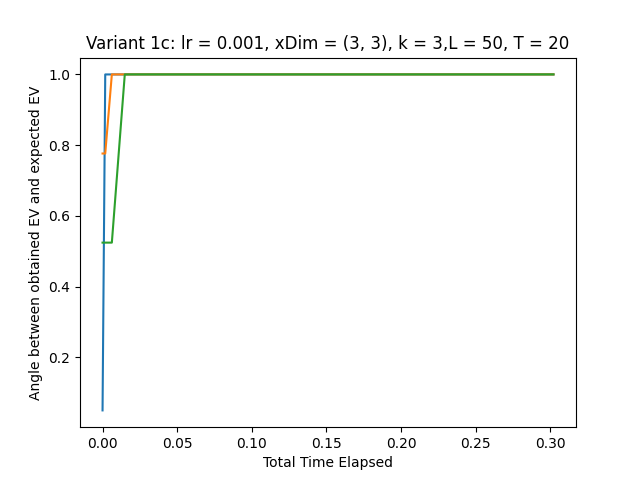 Variant 1c: lr = 0.001, xDim = (3, 3), k = 3,L = 50, T = 20
Angle between obtained EV and expected EV
1.0
0.8
0.6
0.4
0.2
0.00 0.05 0.10 0.15 0.20 0.25 0.30
Total Time Elapsed